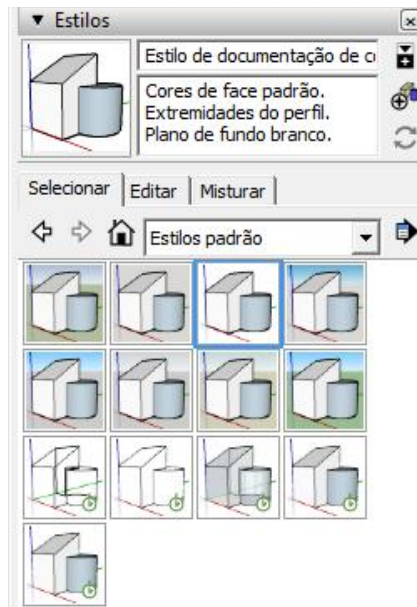 Estilos
Estilo de documentação de c
Cores de face padrão.
Extremidades do perfil.
Plano de fundo branco.
Selecionar Editar Misturar
Estilos padrão